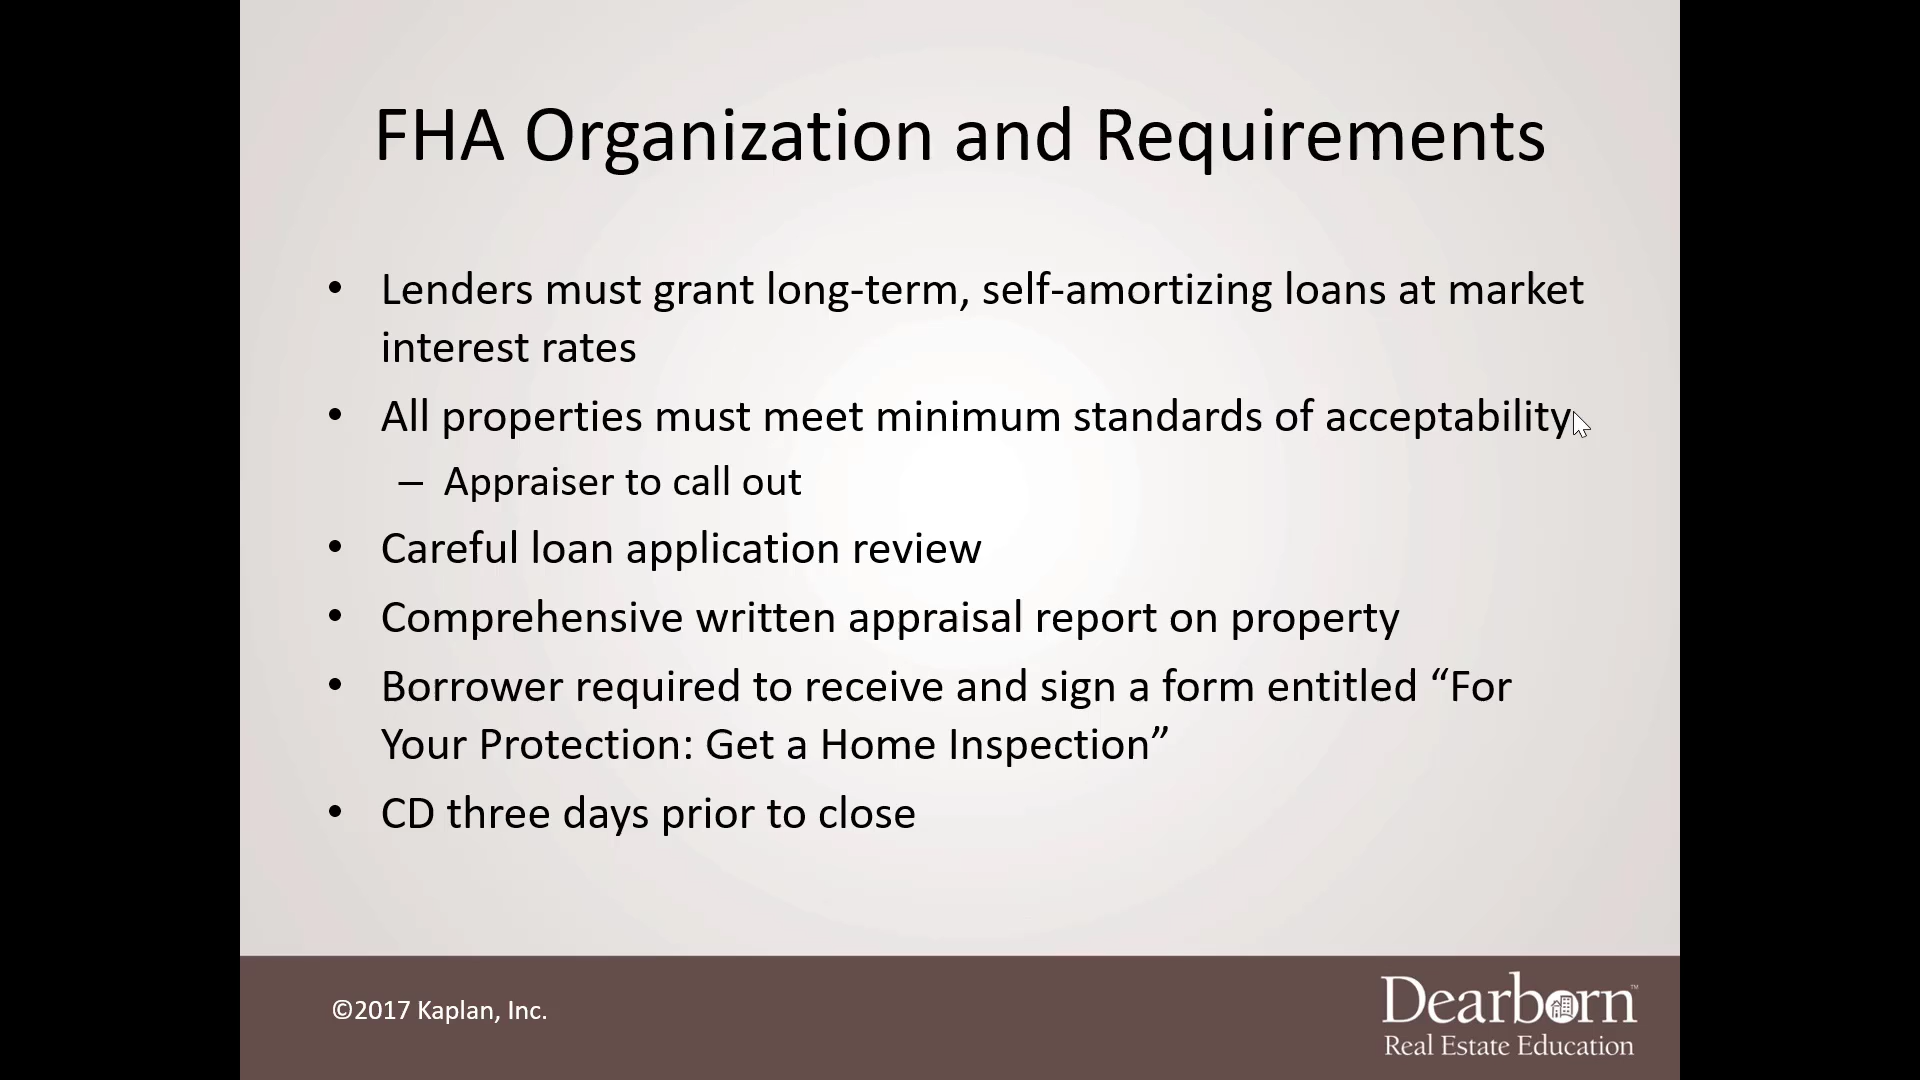 FHA Organization and Requirements
• Lenders must grant long-term, self-amortizing loans at market
interest rates
• All properties must meet minimum standards of acceptability
– Appraiser to call out
• Careful loan application review
• Comprehensive written appraisal report on property
• Borrower required to receive and sign a form entitled “For
Your Protection: Get a Home Inspection”
• CD three days prior to close
©2017 Kaplan, Inc.
Dearborn™
Real Estate Education